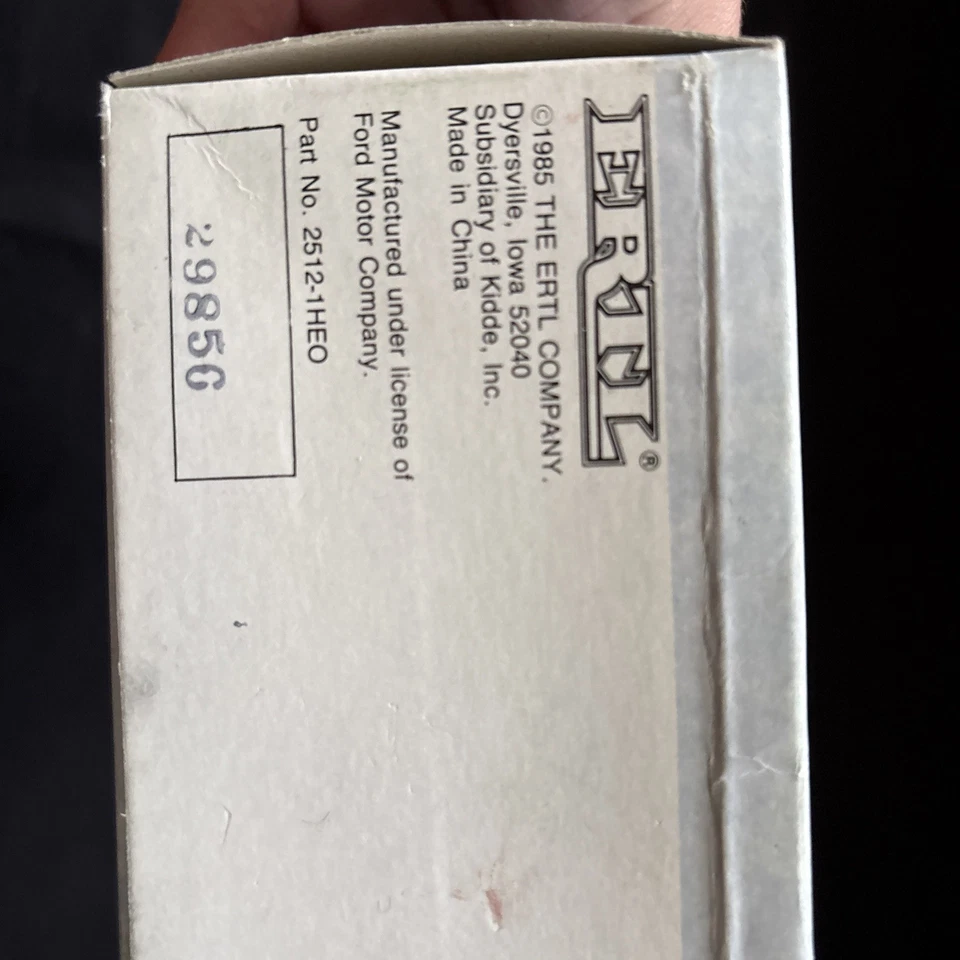 ERTL®
©1985 THE ERTL COMPANY.
Dyersville, Iowa 52040
Subsidiary of Kidde, Inc.
Made in China
Manufactured under license of
Ford Motor Company.
Part No. 2512-1HEO
29850